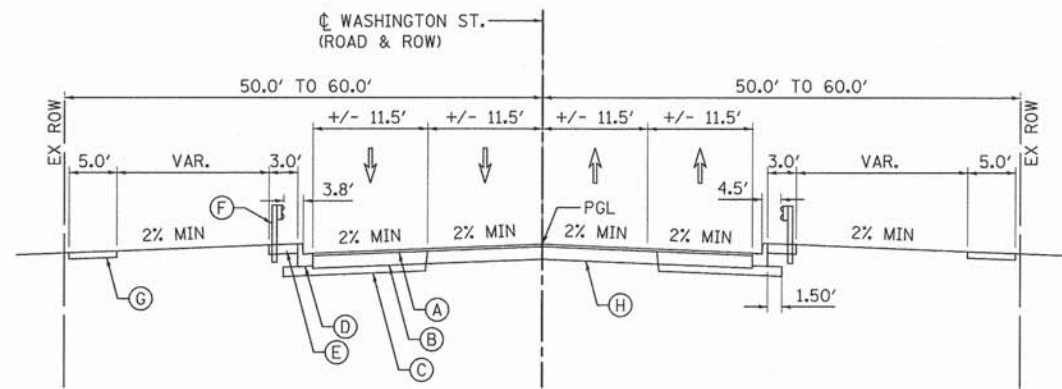 ℄ WASHINGTON ST.
(ROAD & ROW)
50.0' TO 60.0'
50.0' TO 60.0'
+/- 11.5'
+/- 11.5'
+/- 11.5'
+/- 11.5'
EX ROW
EX ROW
5.0'
VAR.
3.0'
3.0'
VAR.
5.0'
3.8'
4.5'
F
PGL
2% MIN
2% MIN
2% MIN
2% MIN
2% MIN
2% MIN
G
D
E
A
B
C
H
1.50'